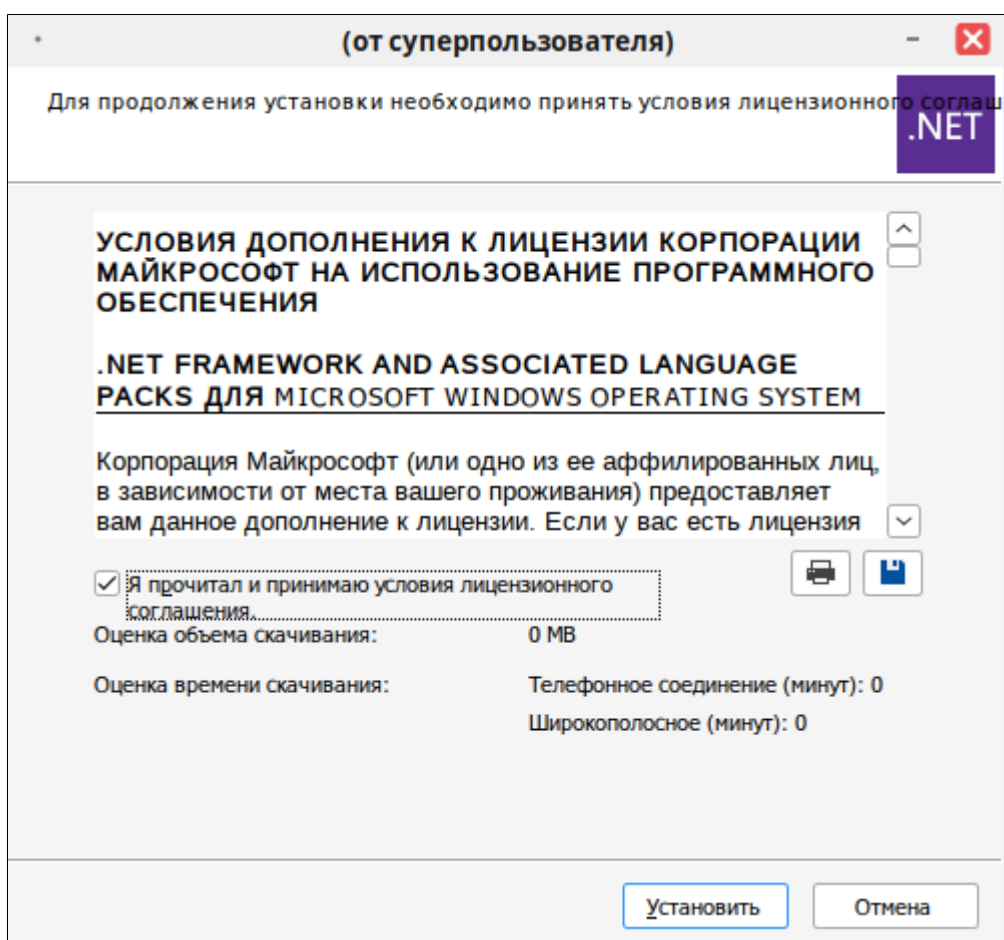 (от суперпользователя)
Для продолжения установки необходимо принять условия лицензионного соглаш
.NET
УСЛОВИЯ ДОПОЛНЕНИЯ К ЛИЦЕНЗИИ КОРПОРАЦИИ
МАЙКРОСОФТ НА ИСПОЛЬЗОВАНИЕ ПРОГРАММНОГО
ОБЕСПЕЧЕНИЯ
.NET FRAMEWORK AND ASSOCIATED LANGUAGE
PACKS ДЛЯ MICROSOFT WINDOWS OPERATING SYSTEM
Корпорация Майкрософт (или одно из ее аффилированных лиц,
в зависимости от места вашего проживания) предоставляет
вам данное дополнение к лицензии. Если у вас есть лицензия
Я прочитал и принимаю условия лицензионного
соглашения.
Оценка объема скачивания: 0 MB
Оценка времени скачивания: Телефонное соединение (минут): 0
Широкополосное (минут): 0
Установить Отмена